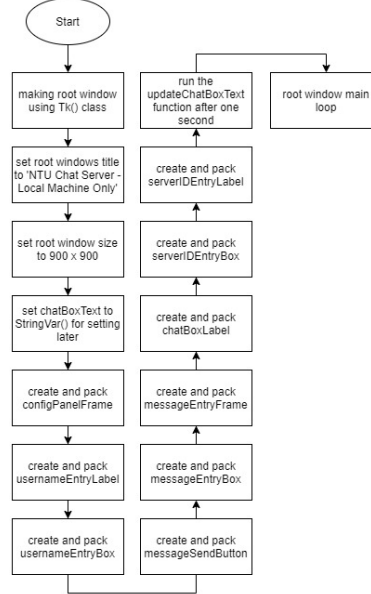 Start
making root window
using Tk() class
set root windows title
to 'NTU Chat Server -
Local Machine Only'
set root window size
to 900 x 900
set chatBoxText to
StringVar() for setting
later
create and pack
configPanelFrame
create and pack
usernameEntryLabel
create and pack
usernameEntryBox
create and pack
messageSendButton
create and pack
messageEntryBox
create and pack
messageEntryFrame
create and pack
chatBoxLabel
create and pack
serverIDEntryBox
create and pack
serverIDEntryLabel
run the
updateChatBoxText
function after one
second
root window main
loop